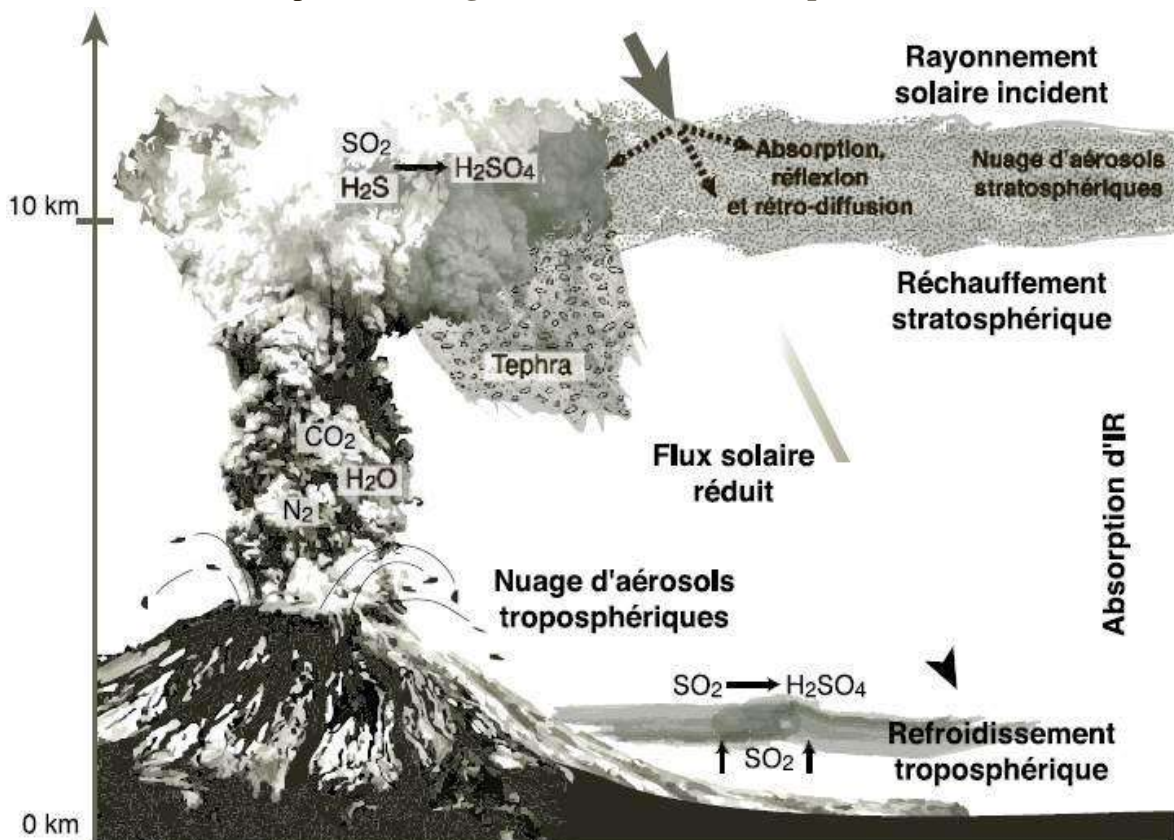 Rayonnement
solaire incident
SO2
H2S
H2SO4
Absorption,
réflexion
et rétro-diffusion
Nuage d'aérosols
stratosphériques
10 km
Réchauffement
stratosphérique
Tephra
CO2
H2O
N2
Flux solaire
réduit
Absorption d'IR
Nuage d'aérosols
troposphériques
SO2
H2SO4
SO2
Refroidissement
troposphérique
0 km